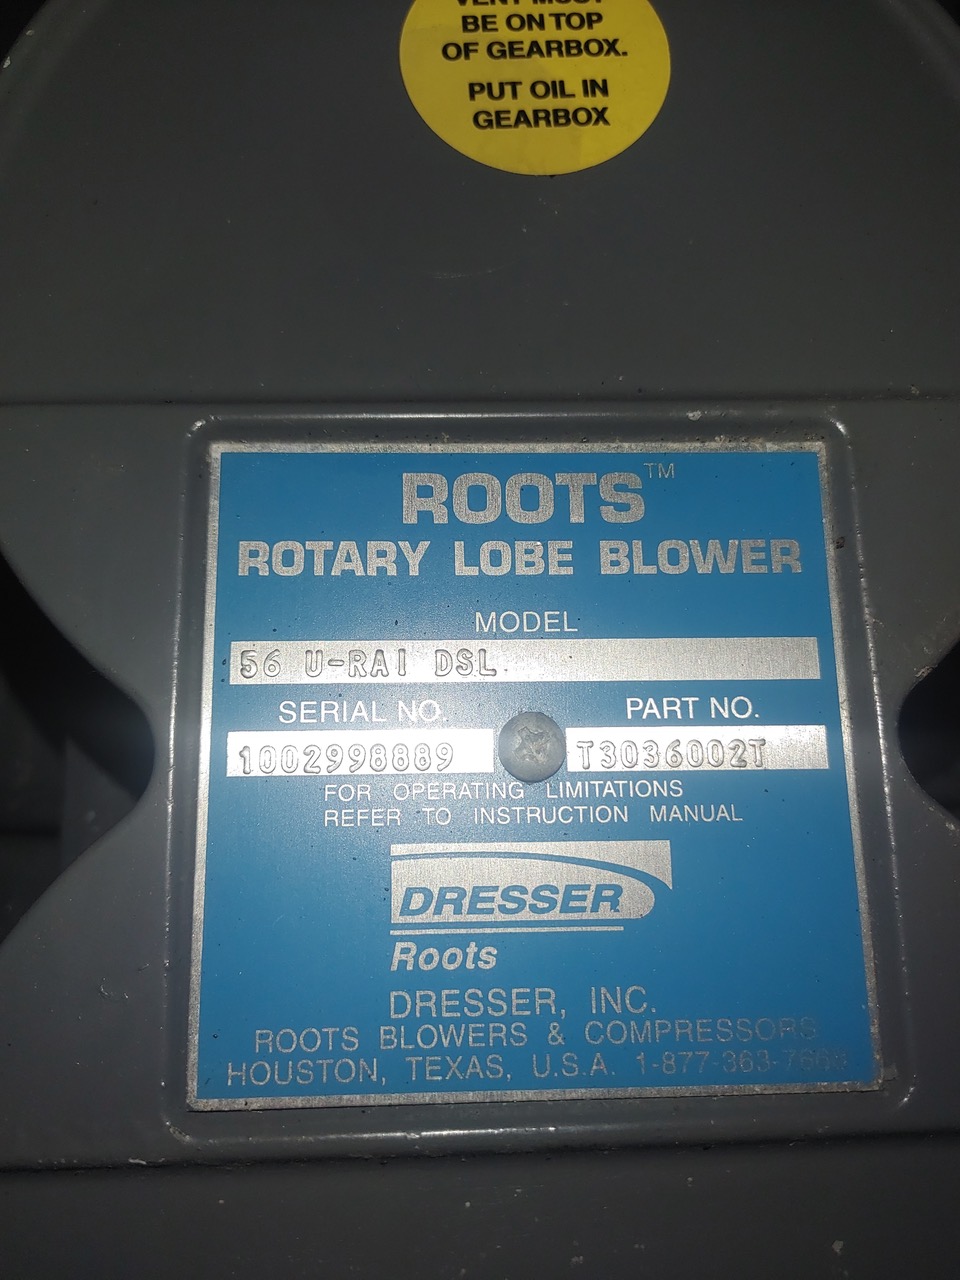 VENT MUST
BE ON TOP
OF GEARBOX.
PUT OIL IN
GEARBOX
ROOTS™
ROTARY LOBE BLOWER
MODEL
56 U-RAI DSL
SERIAL NO. PART NO.
1002998889 T3036002T
FOR OPERATING LIMITATIONS
REFER TO INSTRUCTION MANUAL
DRESSER
Roots
DRESSER, INC.
ROOTS BLOWERS & COMPRESSORS
HOUSTON, TEXAS, U.S.A.